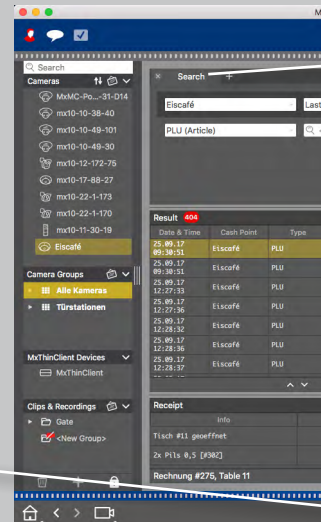 M
Search
Cameras
MxMC-Po...-31-D14
mx10-10-38-40
mx10-10-49-101
mx10-10-49-30
mx10-12-172-75
mx10-17-88-27
mx10-22-1-173
mx10-22-1-170
mx10-11-30-19
Eiscafé
Camera Groups
Alle Kameras
Türstationen
MxThinClient Devices
MxThinClient
Clips & Recordings
Gate
<New Group>
× Search +
Eiscafé Last
PLU (Article)
Result 404
Date & Time Cash Point Type
25.09.17 09:30:51 Eiscafé PLU
25.09.17 09:30:51 Eiscafé PLU
25.09.17 12:27:33 Eiscafé PLU
25.09.17 12:27:36 Eiscafé PLU
25.09.17 12:28:32 Eiscafé PLU
25.09.17 12:28:36 Eiscafé PLU
25.09.17 12:28:37 Eiscafé PLU
Receipt
Info
Tisch #11 geoeffnet
2x Pils 0,5 [#302]
Rechnung #275, Table 11